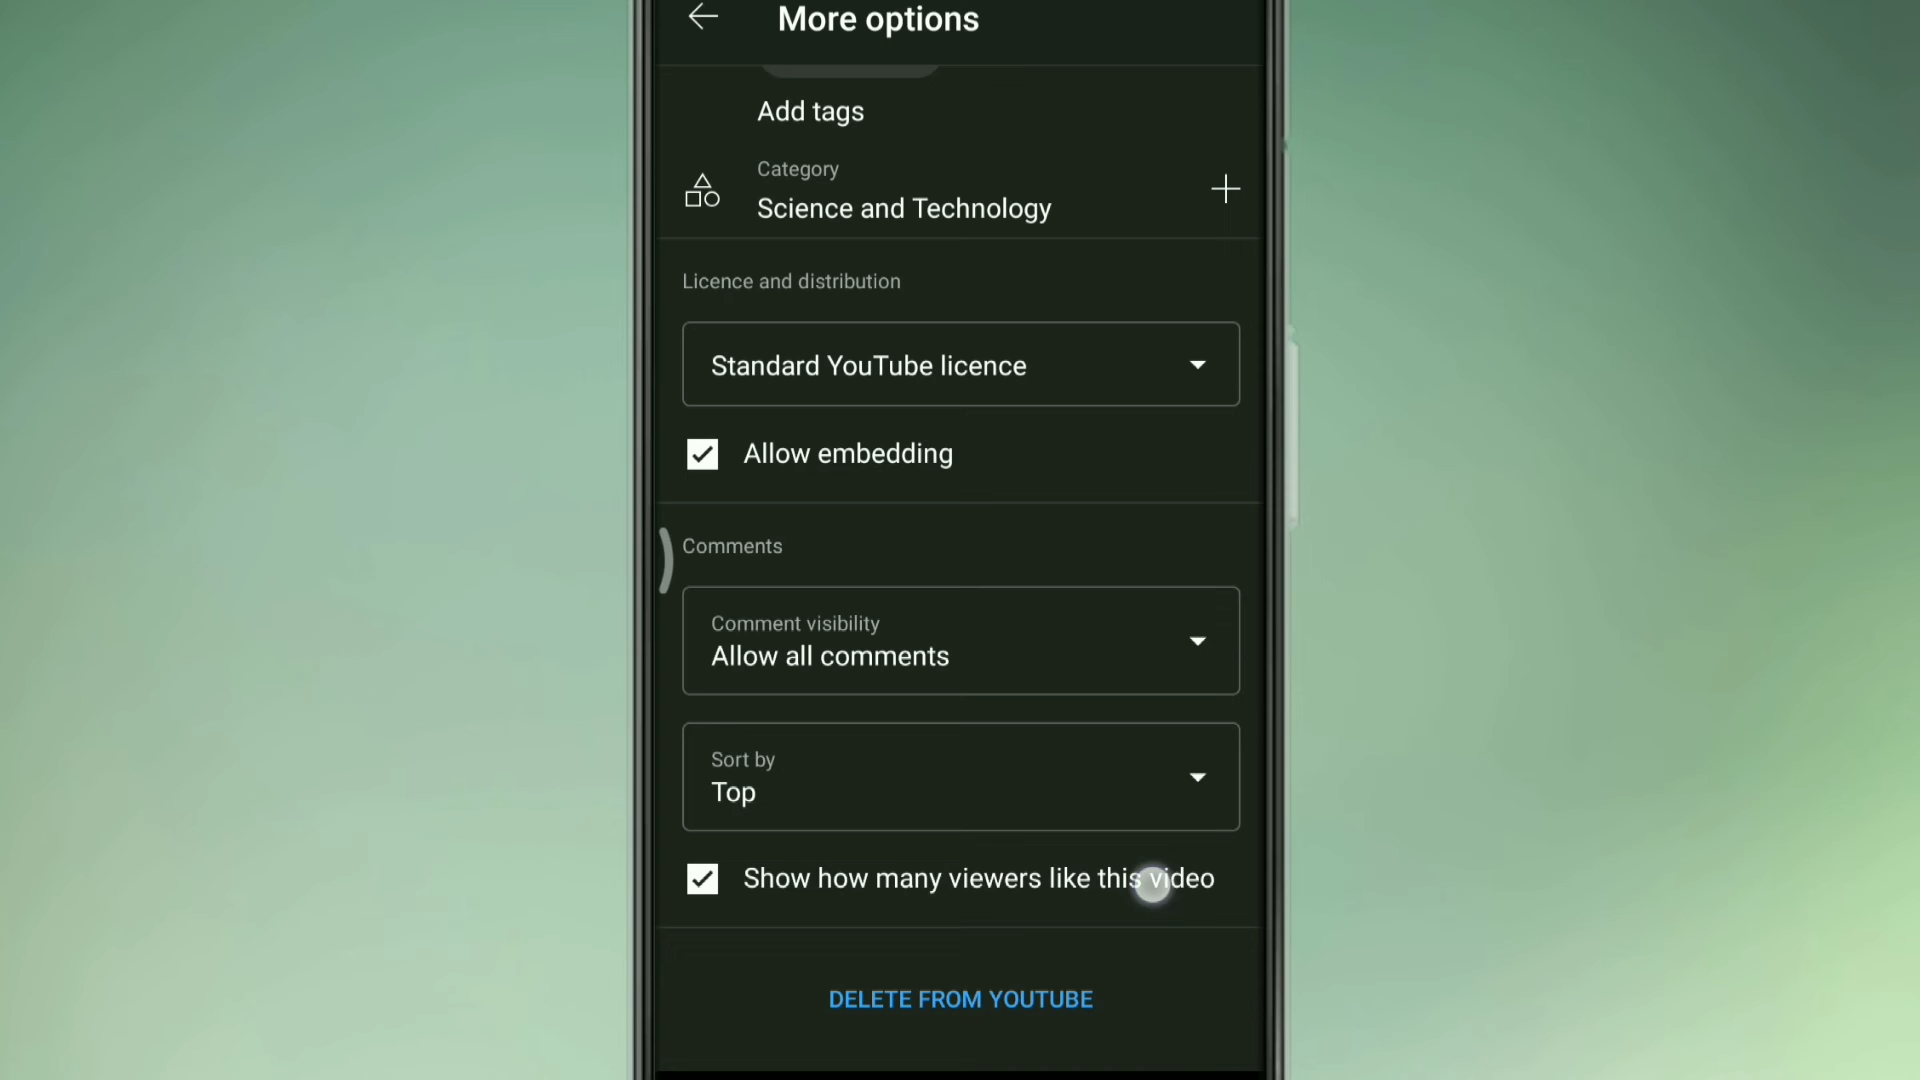 More options
Add tags
Category
Science and Technology
Licence and distribution
Standard YouTube licence
Allow embedding
Comments
Comment visibility
Allow all comments
Sort by
Top
Show how many viewers like this video
DELETE FROM YOUTUBE